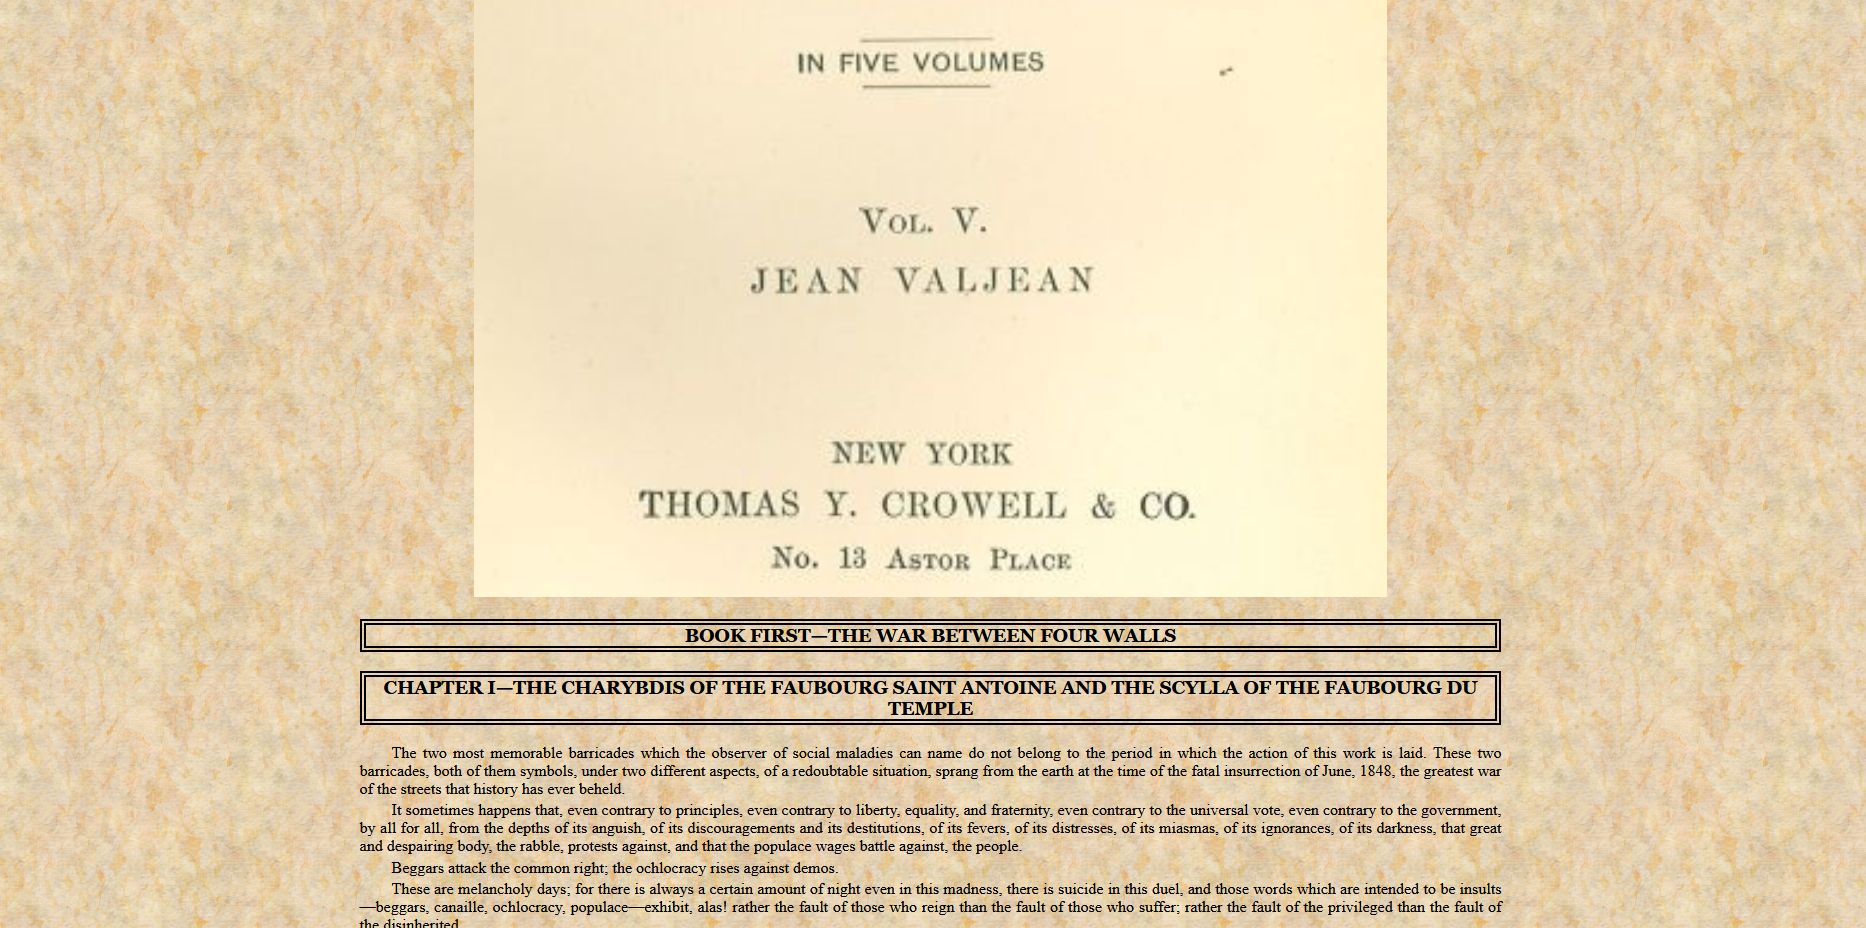 IN FIVE VOLUMES
Vol. V.
JEAN VALJEAN
NEW YORK
THOMAS Y. CROWELL & CO.
No. 13 Astor Place
BOOK FIRST—THE WAR BETWEEN FOUR WALLS
CHAPTER I—THE CHARYBDIS OF THE FAUBOURG SAINT ANTOINE AND THE SCYLLA OF THE FAUBOURG DU
TEMPLE
The two most memorable barricades which the observer of social maladies can name do not belong to the period in which the action of this work is laid. These two
barricades, both of them symbols, under two different aspects, of a redoubtable situation, sprang from the earth at the time of the fatal insurrection of June, 1848, the greatest war
of the streets that history has ever beheld.
It sometimes happens that, even contrary to principles, even contrary to liberty, equality, and fraternity, even contrary to the universal vote, even contrary to the government,
by all for all, from the depths of its anguish, of its discouragements and its destitutions, of its fevers, of its distresses, of its miasmas, of its ignorances, of its darkness, that great
and despairing body, the rabble, protests against, and that the populace wages battle against, the people.
Beggars attack the common right; the ochlocracy rises against demos.
These are melancholy days; for there is always a certain amount of night even in this madness, there is suicide in this duel, and those words which are intended to be insults
—beggars, canaille, ochlocracy, populace—exhibit, alas! rather the fault of those who reign than the fault of those who suffer; rather the fault of the privileged than the fault of
the disinherited.